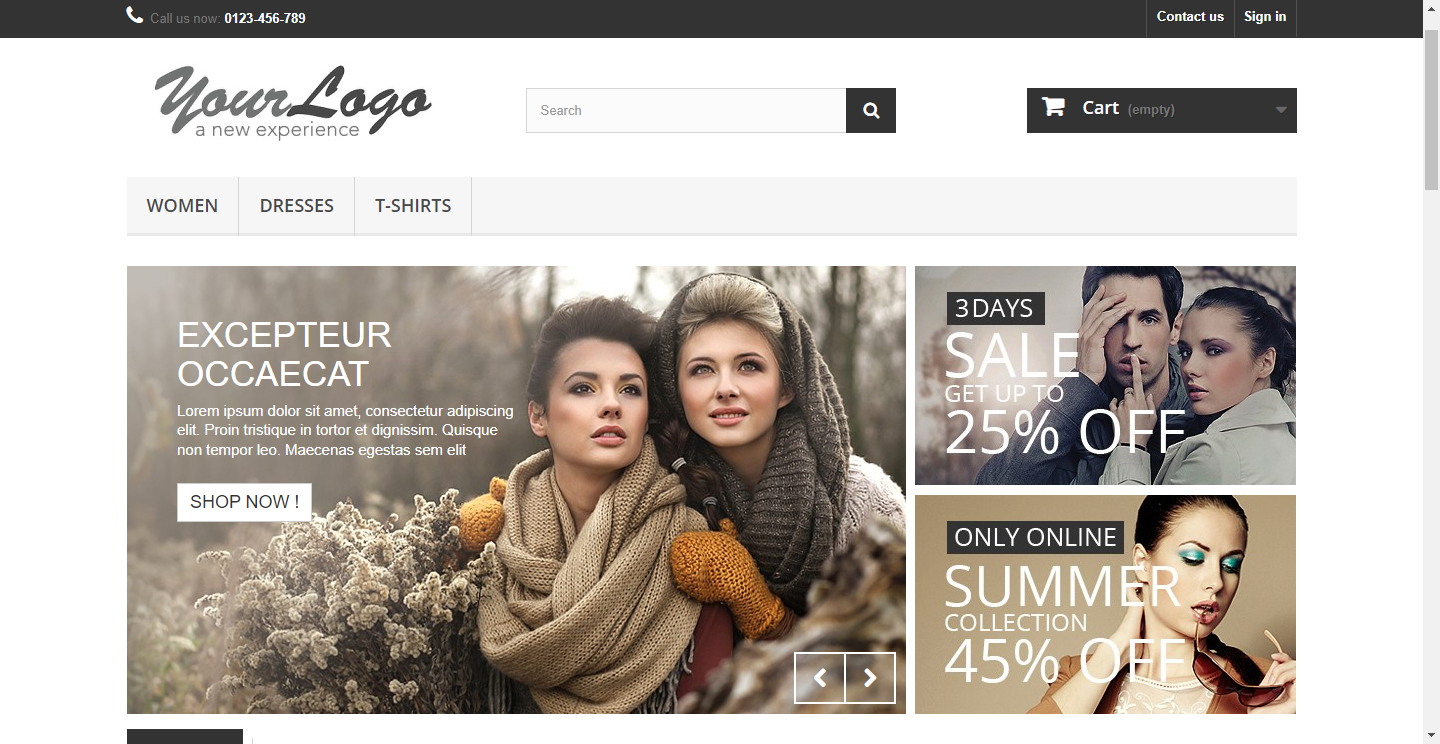 Call us now: 0123-456-789
Contact us
Sign in
YourLogo
a new experience
Search
Cart (empty)
WOMEN
DRESSES
T-SHIRTS
EXCEPTEUR
OCCAECAT
Lorem ipsum dolor sit amet, consectetur adipiscing
elit. Proin tristique in tortor et dignissim. Quisque
non tempor leo. Maecenas egestas sem elit
SHOP NOW !
3 DAYS
SALE
GET UP TO
25% OFF
ONLY ONLINE
SUMMER
COLLECTION
45% OFF